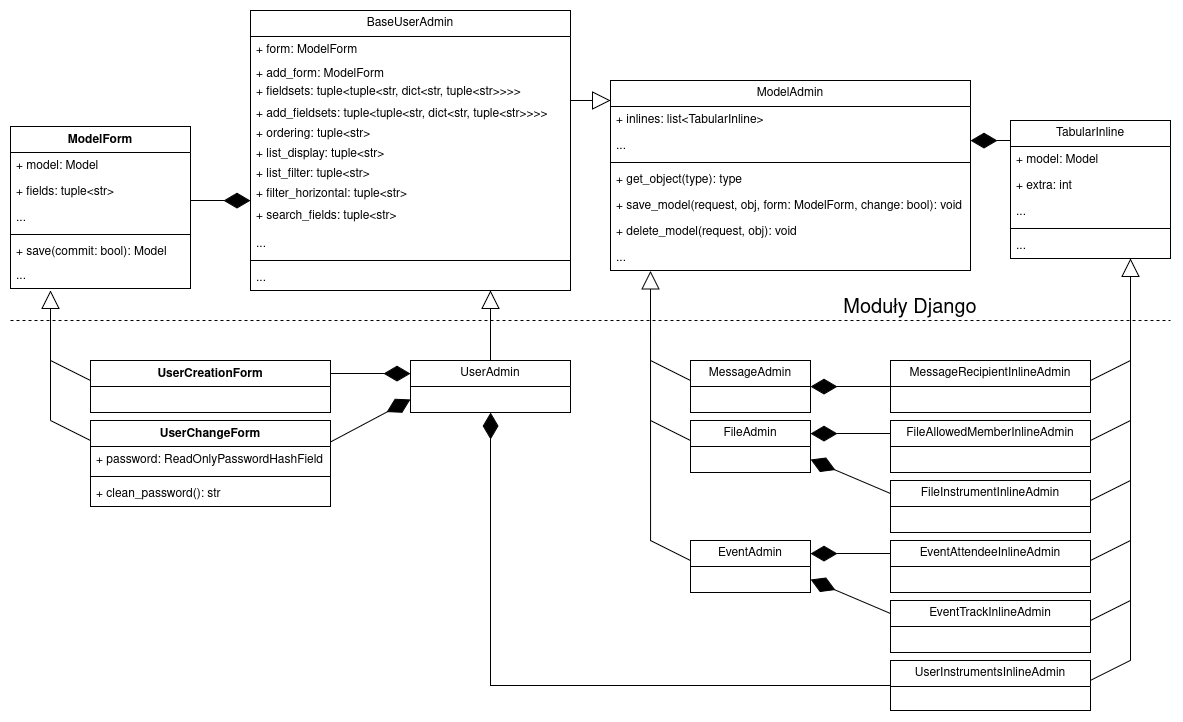 BaseUserAdmin
+ form: ModelForm
+ add_form: ModelForm
+ fieldsets: tuple<tuple<str, dict<str, tuple<str>>>>
+ add_fieldsets: tuple<tuple<str, dict<str, tuple<str>>>>
+ ordering: tuple<str>
+ list_display: tuple<str>
+ list_filter: tuple<str>
+ filter_horizontal: tuple<str>
+ search_fields: tuple<str>
...
...
ModelForm
+ model: Model
+ fields: tuple<str>
...
+ save(commit: bool): Model
...
ModelAdmin
+ inlines: list<TabularInline>
...
+ get_object(type): type
+ save_model(request, obj, form: ModelForm, change: bool): void
+ delete_model(request, obj): void
...
TabularInline
+ model: Model
+ extra: int
...
...
Moduły Django
UserCreationForm
UserChangeForm
+ password: ReadOnlyPasswordHashField
+ clean_password(): str
UserAdmin
MessageAdmin
FileAdmin
EventAdmin
MessageRecipientInlineAdmin
FileAllowedMemberInlineAdmin
FileInstrumentInlineAdmin
EventAttendeeInlineAdmin
EventTrackInlineAdmin
UserInstrumentsInlineAdmin